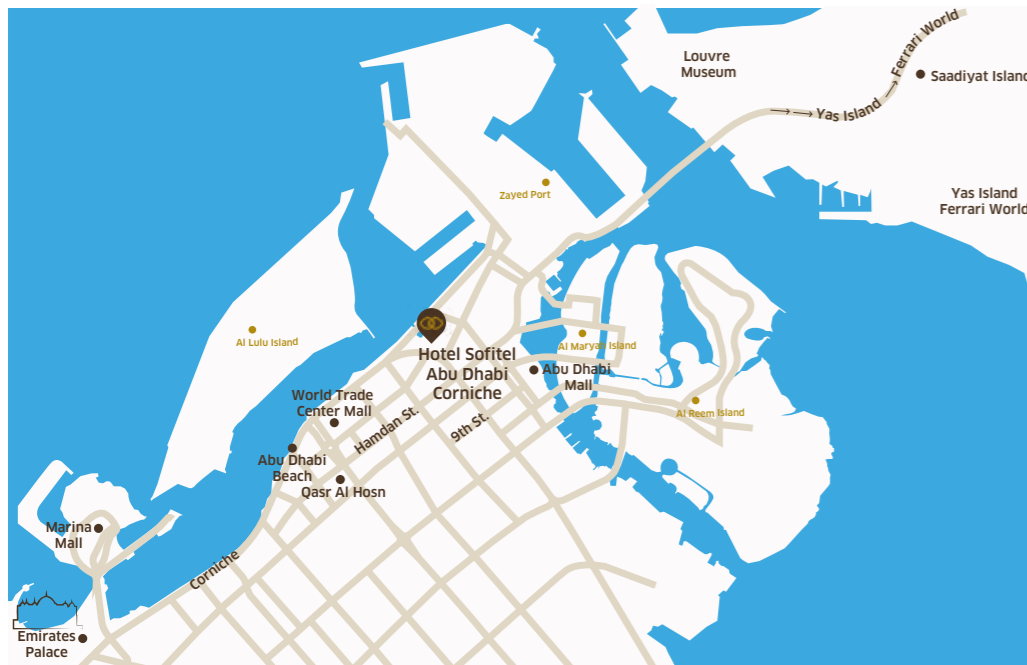 Ferrari World
Louvre
Museum
Saadiyat Island
Yas Island
Zayed Port
Yas Island
Ferrari World
Al Lulu Island
Al Maryah Island
Hotel Sofitel
Abu Dhabi
Corniche
Abu Dhabi
Mall
World Trade
Center Mall
Hamdan St.
9th St.
Al Reem Island
Abu Dhabi
Beach
Qasr Al Hosn
Marina
Mall
Corniche
Emirates
Palace